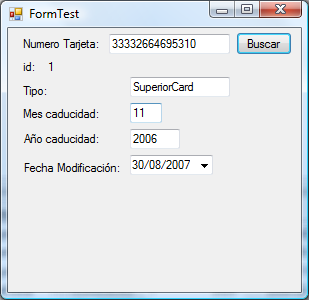 FormTest
Numero Tarjeta: 33332664695310 Buscar
id: 1
Tipo: SuperiorCard
Mes caducidad: 11
Año caducidad: 2006
Fecha Modificación: 30/08/2007